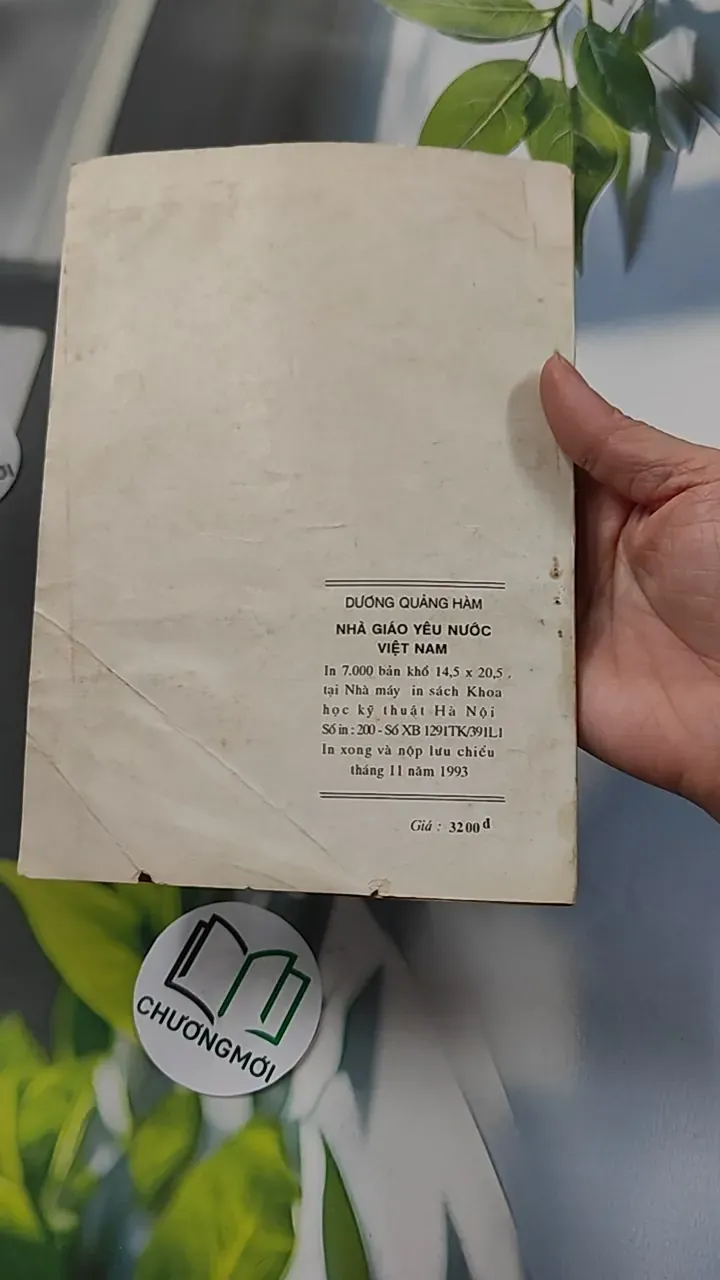 DƯƠNG QUẢNG HÀM
NHÀ GIÁO YÊU NƯỚC
VIỆT NAM
In 7.000 bản khổ 14,5 x 20,5,
tại Nhà máy in sách Khoa
học kỹ thuật Hà Nội
Số in : 200 - Số XB 1291TK/391L1
In xong và nộp lưu chiểu
tháng 11 năm 1993
Giá : 3200đ
CHƯƠNGMỚI